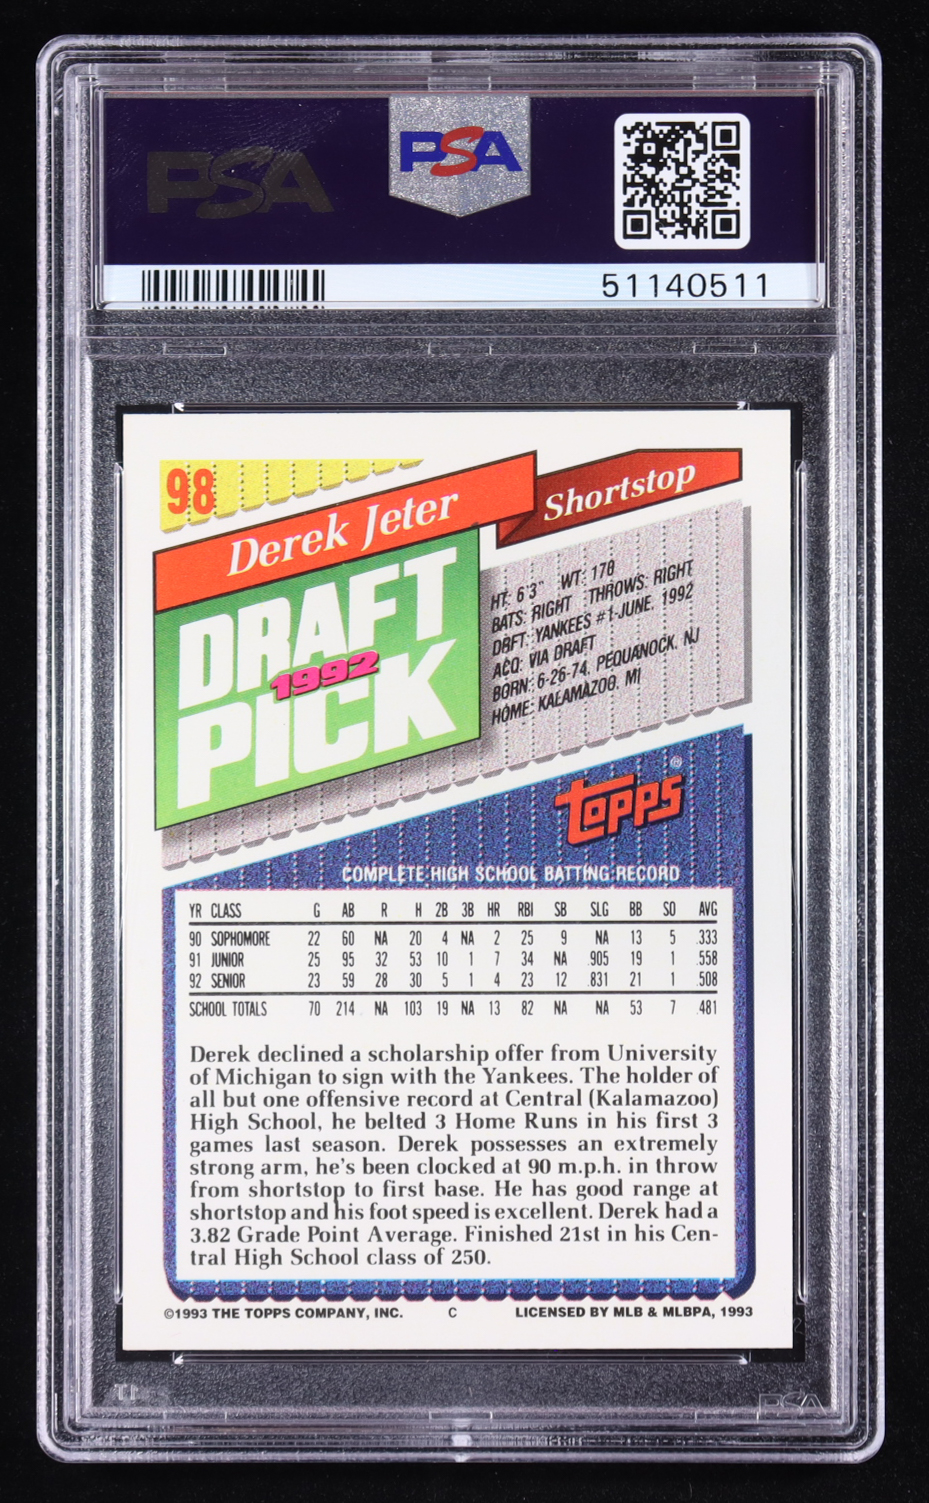 PSA
PSA
51140511
98
Derek Jeter
Shortstop
DRAFT
1992
PICK
HT: 6'3" WT: 178
BATS: RIGHT THROWS: RIGHT
DRFT: YANKEES #1-JUNE, 1992
ACQ: VIA DRAFT
BORN: 6-26-74, PEQUANOCK, NJ
HOME: KALAMAZOO, MI
topps®
COMPLETE HIGH SCHOOL BATTING RECORD
YR CLASS G AB R H 2B 3B HR RBI SB SLG BB SO AVG
90 SOPHOMORE 22 60 NA 20 4 NA 2 25 9 NA 13 5 .333
91 JUNIOR 25 95 32 53 10 1 7 34 NA .905 19 1 .558
92 SENIOR 23 59 28 30 5 1 4 23 12 .831 21 1 .508
SCHOOL TOTALS 70 214 NA 103 19 NA 13 82 NA NA 53 7 .481
Derek declined a scholarship offer from University
of Michigan to sign with the Yankees. The holder of
all but one offensive record at Central (Kalamazoo)
High School, he belted 3 Home Runs in his first 3
games last season. Derek possesses an extremely
strong arm, he's been clocked at 90 m.p.h. in throw
from shortstop to first base. He has good range at
shortstop and his foot speed is excellent. Derek had a
3.82 Grade Point Average. Finished 21st in his Cen-
tral High School class of 250.
©1993 THE TOPPS COMPANY, INC. C LICENSED BY MLB & MLBPA, 1993
PSA